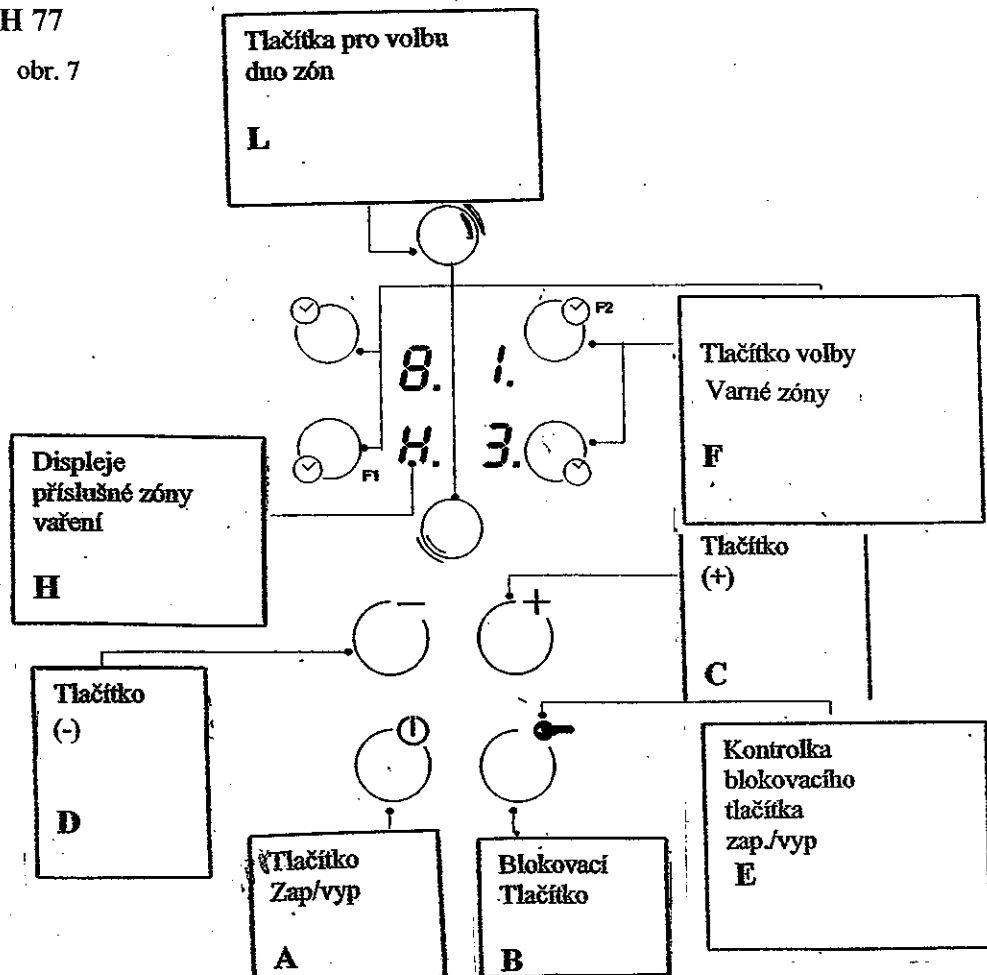 H 77
obr. 7
Tlačítka pro volbu
duo zón
L
F2
8. 1.
H. 3.
F1
Tlačítko volby
Varné zóny
F
Displeje
příslušné zóny
vaření
H
Tlačítko
(+)
C
Tlačítko
(-)
D
Kontrolka
blokovacího
tlačítka
zap./vyp
E
Tlačítko
Zap/vyp
A
Blokovací
Tlačítko
B